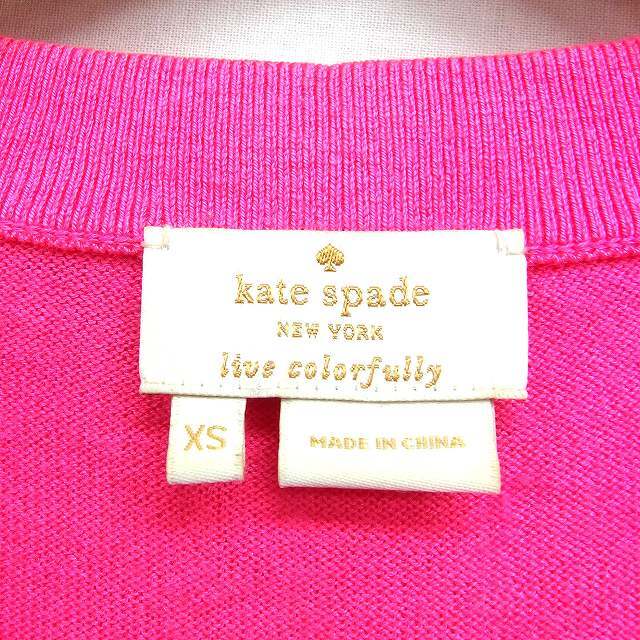 kate spade
NEW YORK
live colorfully
XS
MADE IN CHINA